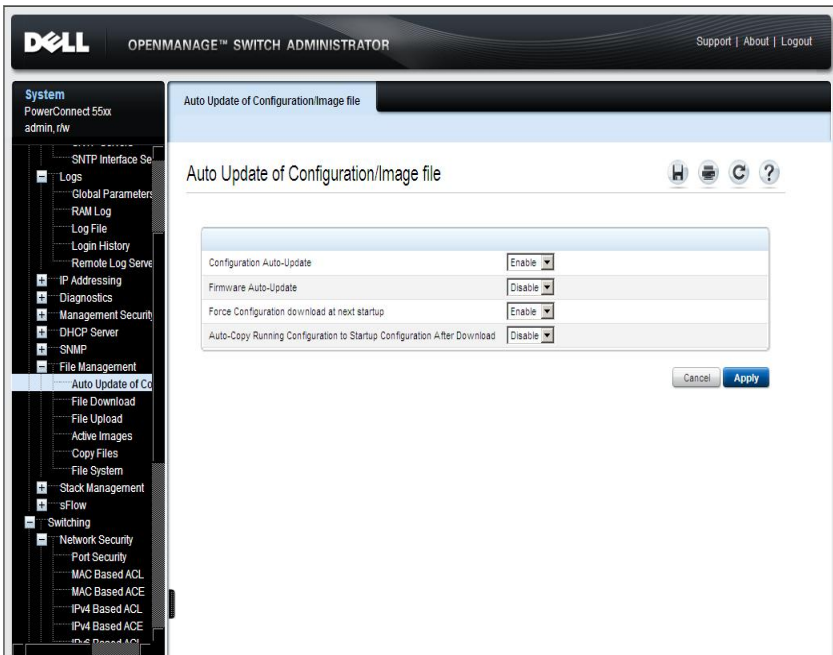 DELL
OPENMANAGE™ SWITCH ADMINISTRATOR
Support | About | Logout
System
PowerConnect 55xx
admin, r/w
SNTP Interface Se
Logs
Global Parameters
RAM Log
Log File
Login History
Remote Log Serve
IP Addressing
Diagnostics
Management Securit
DHCP Server
SNMP
File Management
Auto Update of Co
File Download
File Upload
Active Images
Copy Files
File System
Stack Management
sFlow
Switching
Network Security
Port Security
MAC Based ACL
MAC Based ACE
IPv4 Based ACL
IPv4 Based ACE
IPv6 Based ACL
Auto Update of Configuration/Image file
Auto Update of Configuration/Image file
Configuration Auto-Update Enable
Firmware Auto-Update Disable
Force Configuration download at next startup Enable
Auto-Copy Running Configuration to Startup Configuration After Download Disable
Cancel Apply